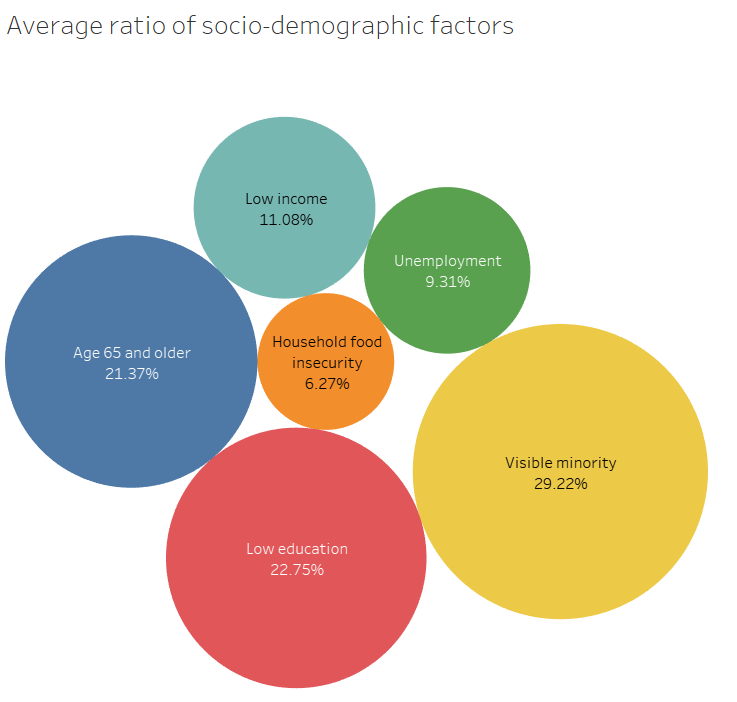 Average ratio of socio-demographic factors
Low income
11.08%
Unemployment
9.31%
Household food
insecurity
6.27%
Age 65 and older
21.37%
Visible minority
29.22%
Low education
22.75%